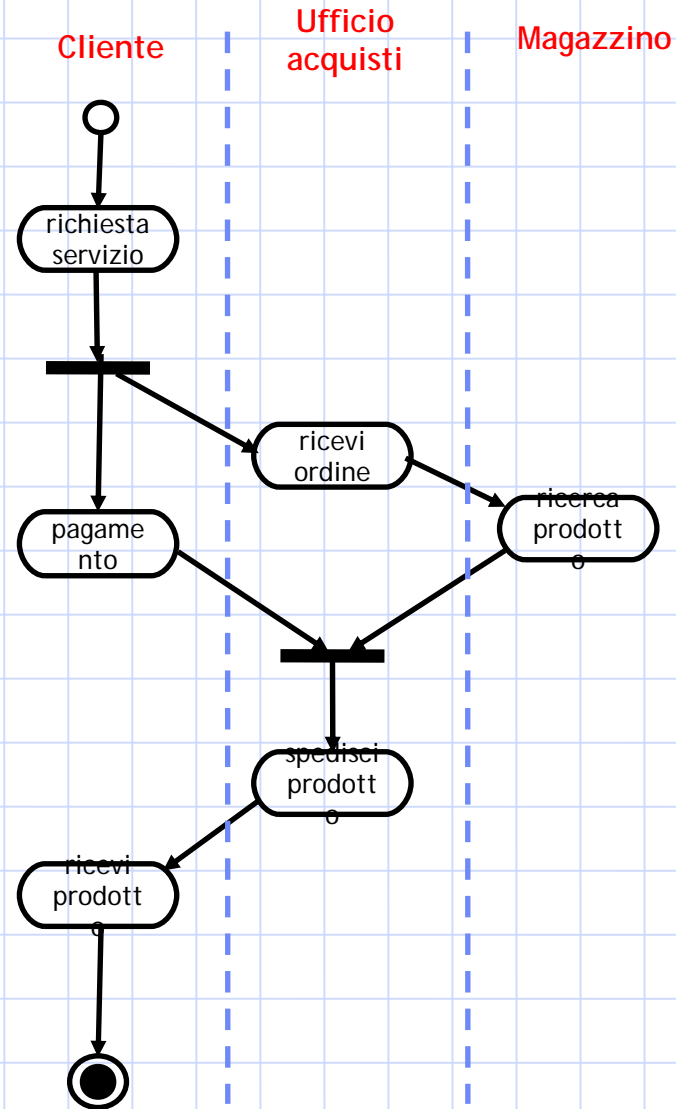 Cliente
Ufficio
acquisti
Magazzino
richiesta
servizio
ricevi
ordine
pagame
nto
ricerca
prodott
o
spedisci
prodott
o
ricevi
prodott
o